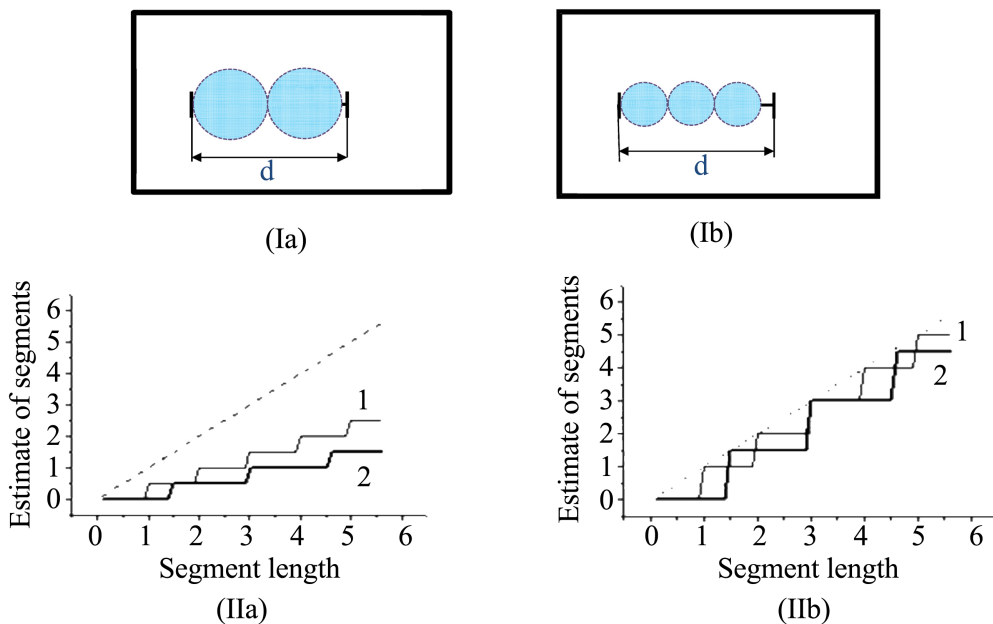 d
(Ia)
d
(Ib)
Estimate of segments
6
5
4
3
2
1
0
1
2
0 1 2 3 4 5 6
Segment length
(IIa)
Estimate of segments
6
5
4
3
2
1
0
1
2
0 1 2 3 4 5 6
Segment length
(IIb)